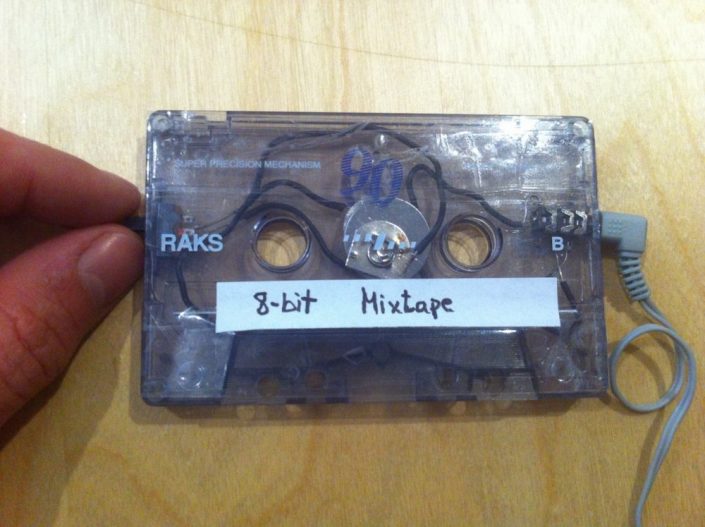 SUPER PRECISION MECHANISM
90
RAKS
B
8-bit Mixtape